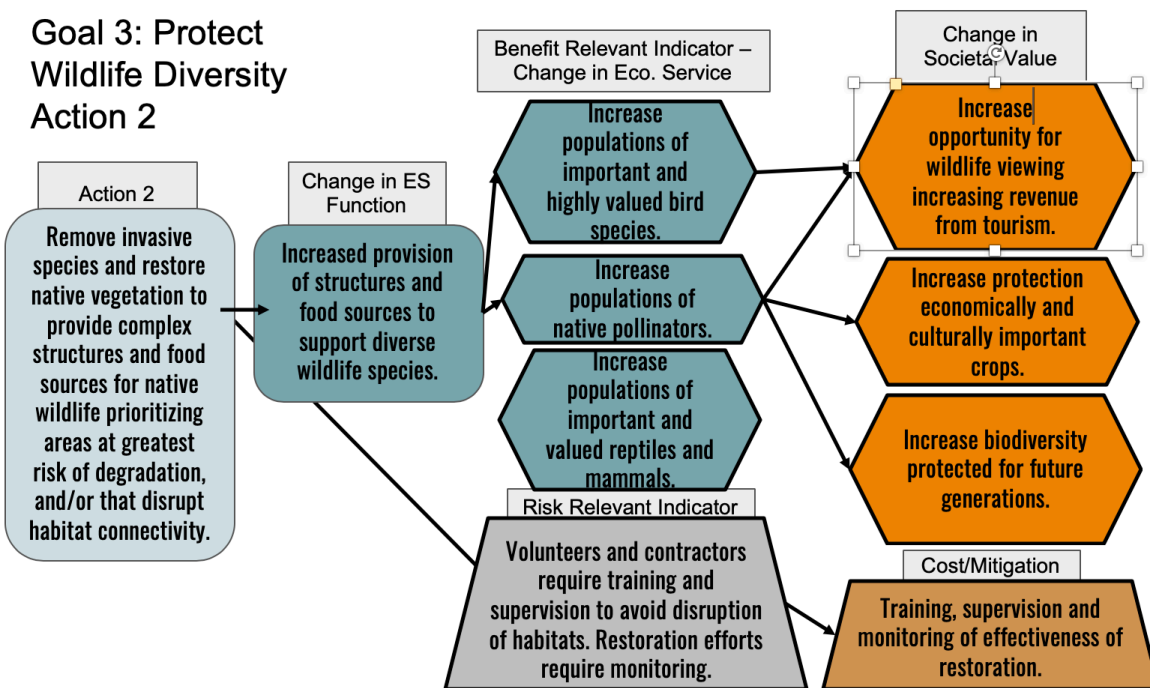 Goal 3: Protect
Wildlife Diversity
Action 2
Action 2
Remove invasive
species and restore
native vegetation to
provide complex
structures and food
sources for native
wildlife prioritizing
areas at greatest
risk of degradation,
and/or that disrupt
habitat connectivity.
Change in ES
Function
Increased provision
of structures and
food sources to
support diverse
wildlife species.
Benefit Relevant Indicator –
Change in Eco. Service
Increase
populations of
important and
highly valued bird
species.
Increase
populations of
native pollinators.
Increase
populations of
important and
valued reptiles and
mammals.
Risk Relevant Indicator
Volunteers and contractors
require training and
supervision to avoid disruption
of habitats. Restoration efforts
require monitoring.
Change in
Societal Value
Increase
opportunity for
wildlife viewing
increasing revenue
from tourism.
Increase protection
economically and
culturally important
crops.
Increase biodiversity
protected for future
generations.
Cost/Mitigation
Training, supervision and
monitoring of effectiveness of
restoration.